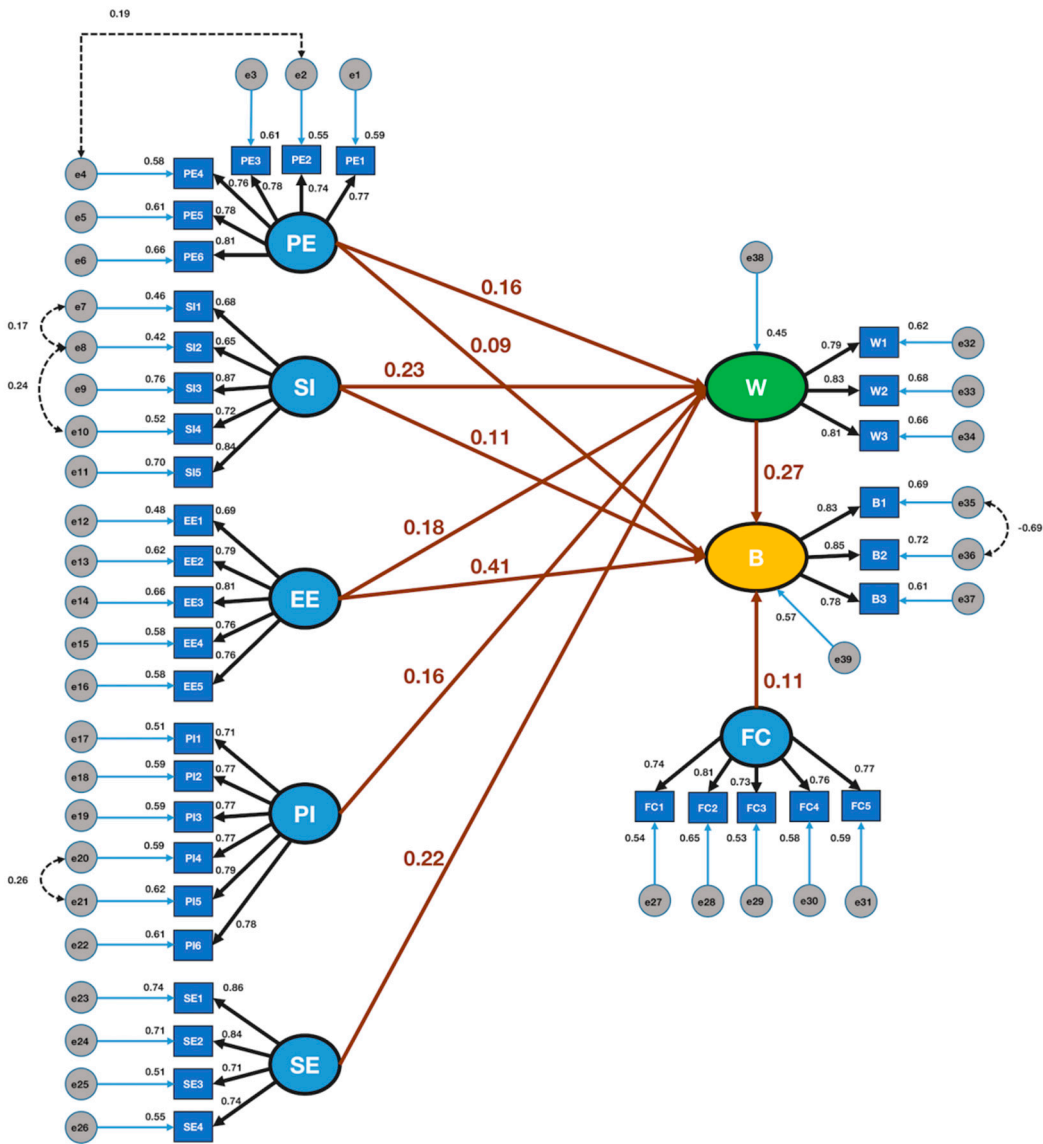 0.19
e3 e2 e1
0.61 0.55 0.59
e4 0.58 PE4 PE3 PE2 PE1
0.76 0.78 0.74 0.77
e5 0.61 PE5 0.78
PE
e6 0.66 PE6 0.81
e38
0.16
e7 0.46 SI1 0.68
0.17
e8 0.42 SI2 0.65
0.09
0.45
W1 0.62 e32
0.79
0.24
e9 0.76 SI3 0.87
SI
0.23
W
0.83 W2 0.68 e33
e10 0.52 SI4 0.72
0.81 W3 0.66 e34
0.11
e11 0.70 SI5 0.84
0.27
e12 0.48 EE1 0.69
0.83 B1 0.69 e35
0.18
-0.69
e13 0.62 EE2 0.79
B
0.85 B2 0.72 e36
0.41
e14 0.66 EE3 0.81
EE
0.78 B3 0.61 e37
0.57
e15 0.58 EE4 0.76
e39
e16 0.58 EE5 0.76
0.16
0.11
e17 0.51 PI1 0.71
FC
e18 0.59 PI2 0.77
0.74 0.81 0.73 0.76 0.77
e19 0.59 PI3 0.77
PI
FC1 FC2 FC3 FC4 FC5
0.54 0.65 0.53 0.58 0.59
e20 0.59 PI4 0.77
0.22
0.26
e21 0.62 PI5 0.79
e27 e28 e29 e30 e31
e22 0.61 PI6 0.78
e23 0.74 SE1 0.86
e24 0.71 SE2 0.84
SE
e25 0.51 SE3 0.71
e26 0.55 SE4 0.74